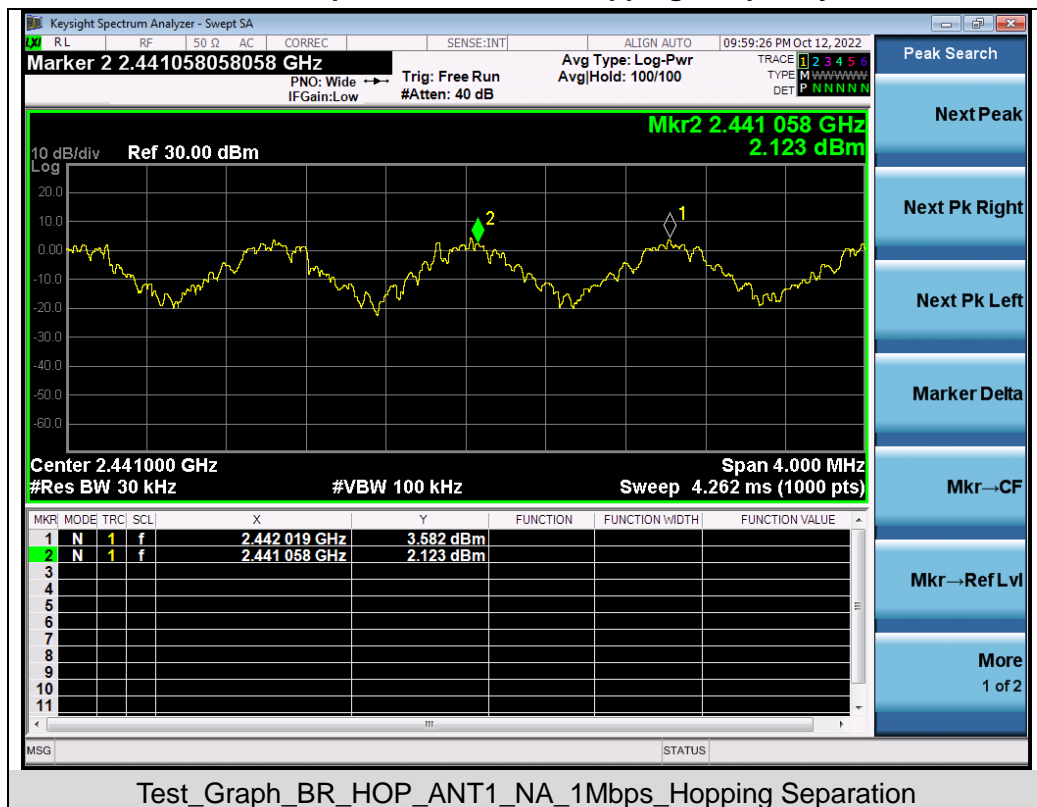 Keysight Spectrum Analyzer - Swept SA
LXI RL RF 50 Ω AC CORREC SENSE:INT ALIGN AUTO 09:59:26 PM Oct 12, 2022
Marker 2 2.441058058058 GHz
PNO: Wide
IFGain:Low
Trig: Free Run
#Atten: 40 dB
Avg Type: Log-Pwr
Avg|Hold: 100/100
TRACE 1 2 3 4 5 6
TYPE M WWWWW
DET P N N N N N
Mkr2 2.441 058 GHz
2.123 dBm
10 dB/div Ref 30.00 dBm
Log
20.0
10.0
0.00
-10.0
-20.0
-30.0
-40.0
-50.0
-60.0
2
1
Center 2.441000 GHz Span 4.000 MHz
#Res BW 30 kHz #VBW 100 kHz Sweep 4.262 ms (1000 pts)
MKR MODE TRC SCL X Y FUNCTION FUNCTION WIDTH FUNCTION VALUE
1 N 1 f 2.442 019 GHz 3.582 dBm
2 N 1 f 2.441 058 GHz 2.123 dBm
3
4
5
6
7
8
9
10
11
MSG STATUS
Peak Search
Next Peak
Next Pk Right
Next Pk Left
Marker Delta
Mkr→CF
Mkr→Ref Lvl
More
1 of 2
Test_Graph_BR_HOP_ANT1_NA_1Mbps_Hopping Separation